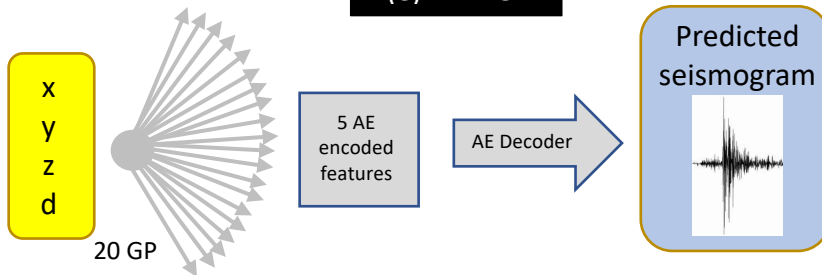 x
y
z
d
20 GP
5 AE
encoded
features
AE Decoder
Predicted
seismogram